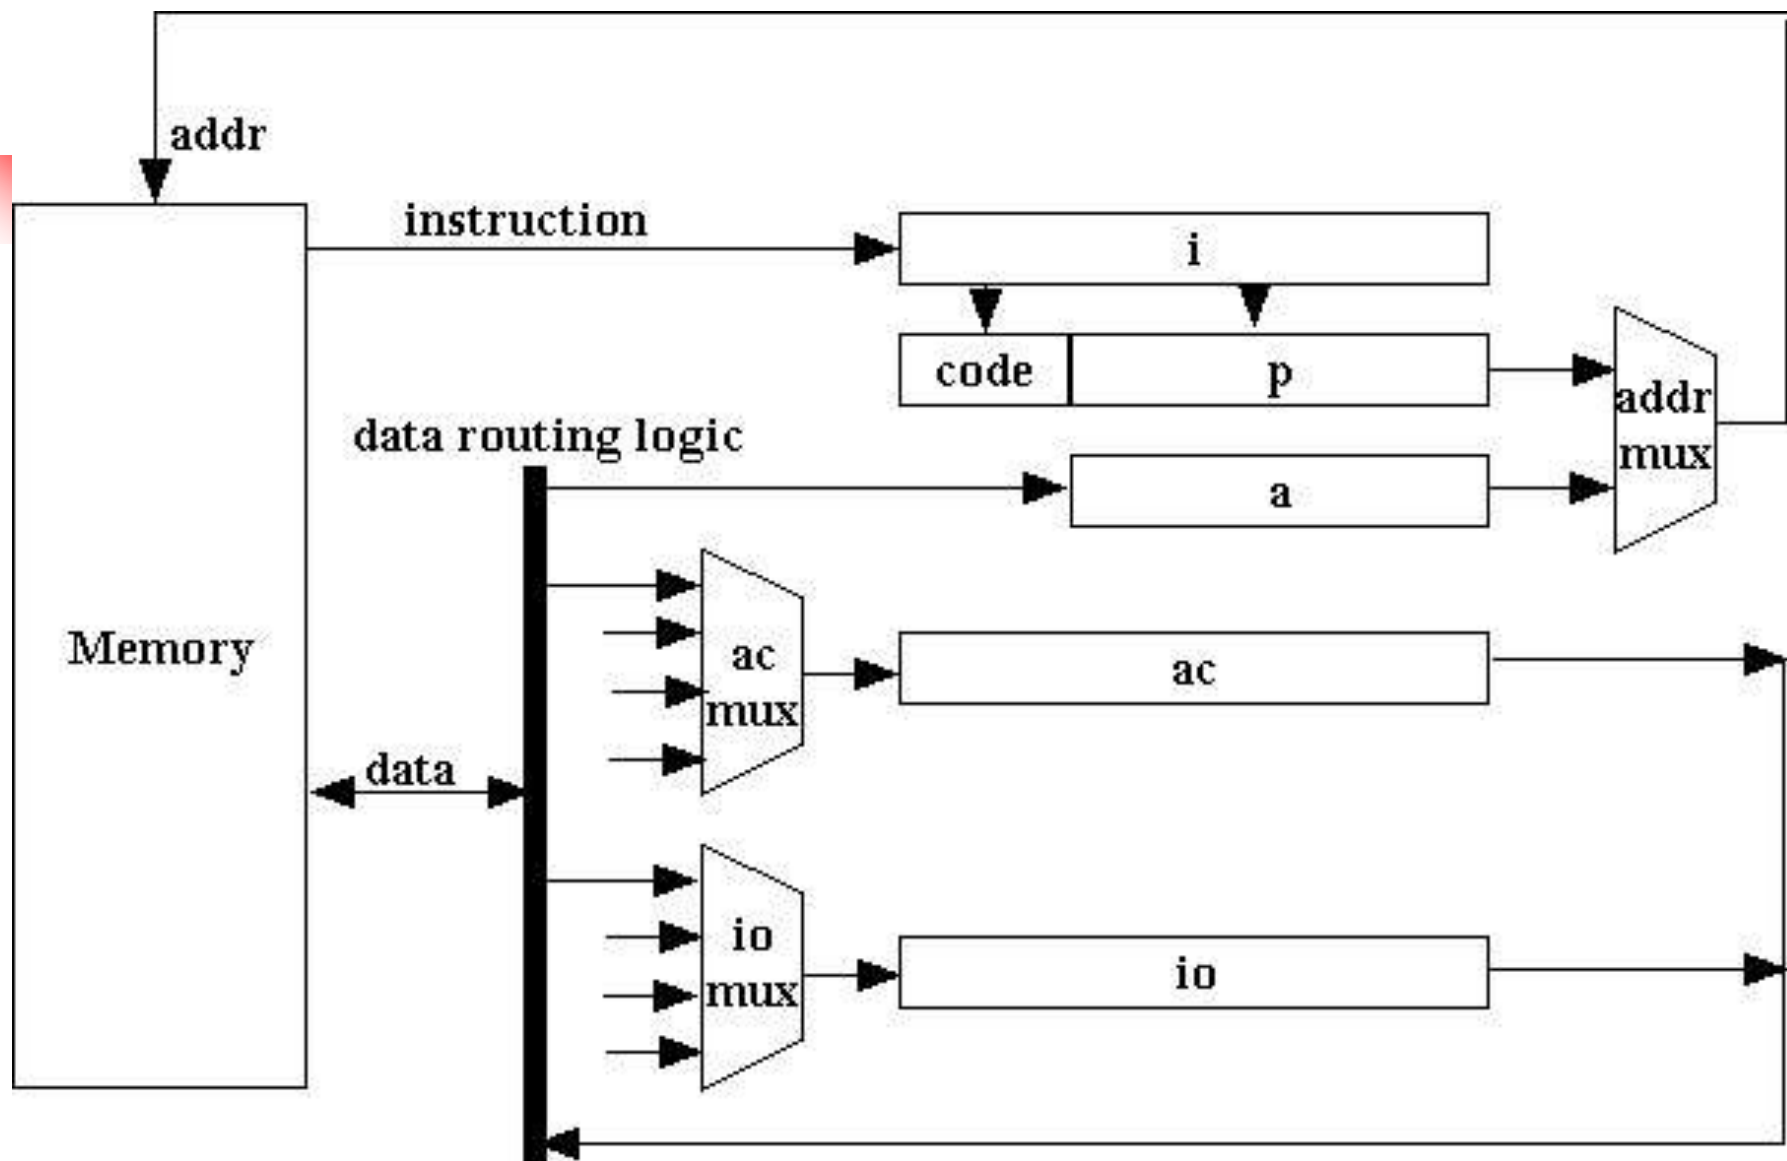 addr
instruction
i
code
p
addr
mux
data routing logic
a
ac
mux
ac
Memory
data
io
mux
io